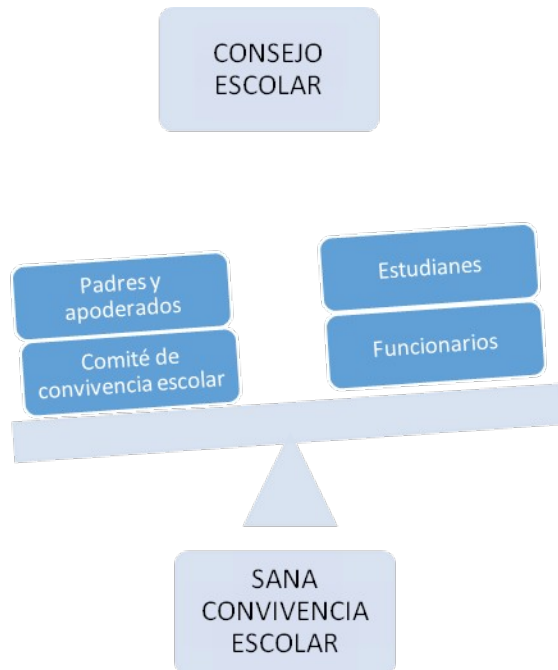 CONSEJO
ESCOLAR
Padres y
apoderados
Comité de
convivencia escolar
Estudianes
Funcionarios
SANA
CONVIVENCIA
ESCOLAR